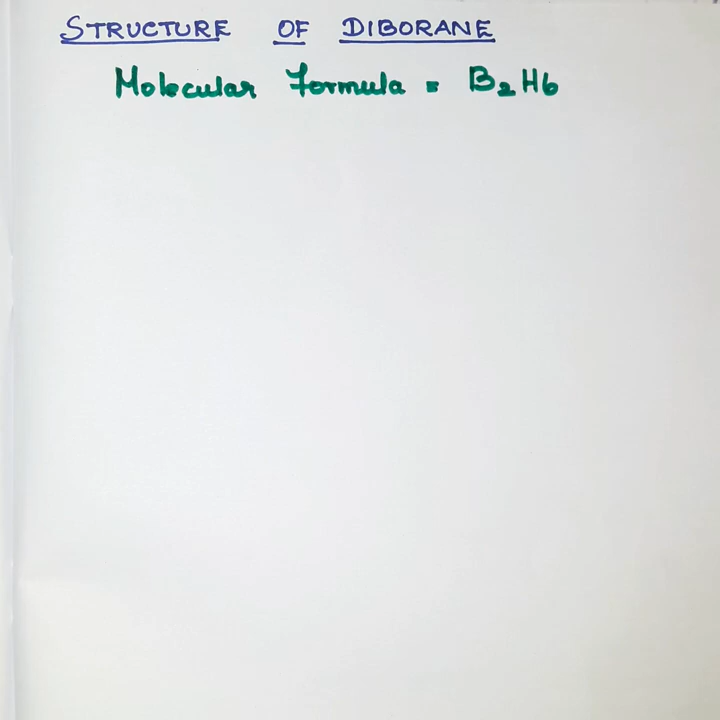 STRUCTURE OF DIBORANE
Molecular Formula = B₂H6